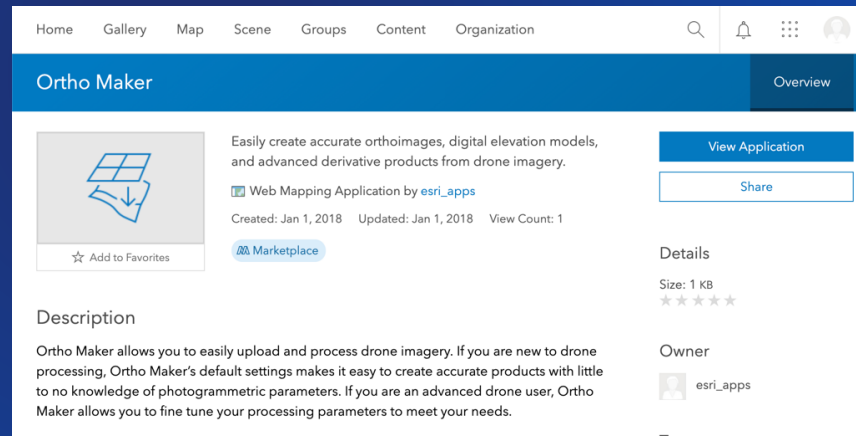 Home Gallery Map Scene Groups Content Organization
Ortho Maker
Overview
Easily create accurate orthoimages, digital elevation models,
and advanced derivative products from drone imagery.
Web Mapping Application by esri_apps
Created: Jan 1, 2018 Updated: Jan 1, 2018 View Count: 1
Marketplace
Add to Favorites
View Application
Share
Details
Size: 1 KB
Description
Ortho Maker allows you to easily upload and process drone imagery. If you are new to drone
processing, Ortho Maker’s default settings makes it easy to create accurate products with little
to no knowledge of photogrammetric parameters. If you are an advanced drone user, Ortho
Maker allows you to fine tune your processing parameters to meet your needs.
Owner
esri_apps